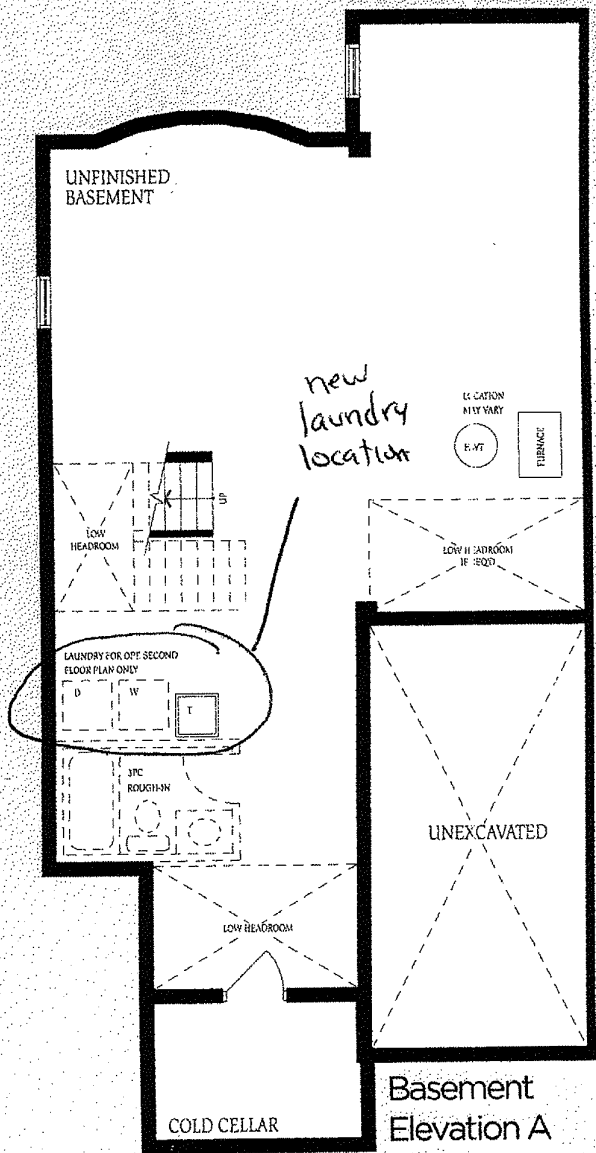 UNFINISHED
BASEMENT
new
laundry
location
LOCATION
MAY VARY
H.W.T
FURNACE
LOW
HEADROOM
LOW HEADROOM
IF REQ'D
LAUNDRY FOR OPT. SECOND
FLOOR PLAN ONLY
D
W
T
3PC
ROUGH-IN
UNEXCAVATED
LOW HEADROOM
COLD CELLAR
Basement
Elevation A